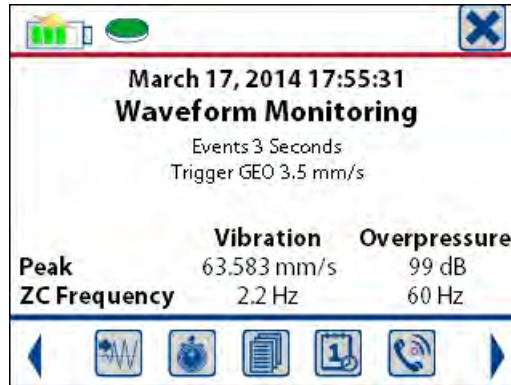 March 17, 2014 17:55:31
Waveform Monitoring
Events 3 Seconds
Trigger GEO 3.5 mm/s
Vibration Overpressure
Peak 63.583 mm/s 99 dB
ZC Frequency 2.2 Hz 60 Hz
1